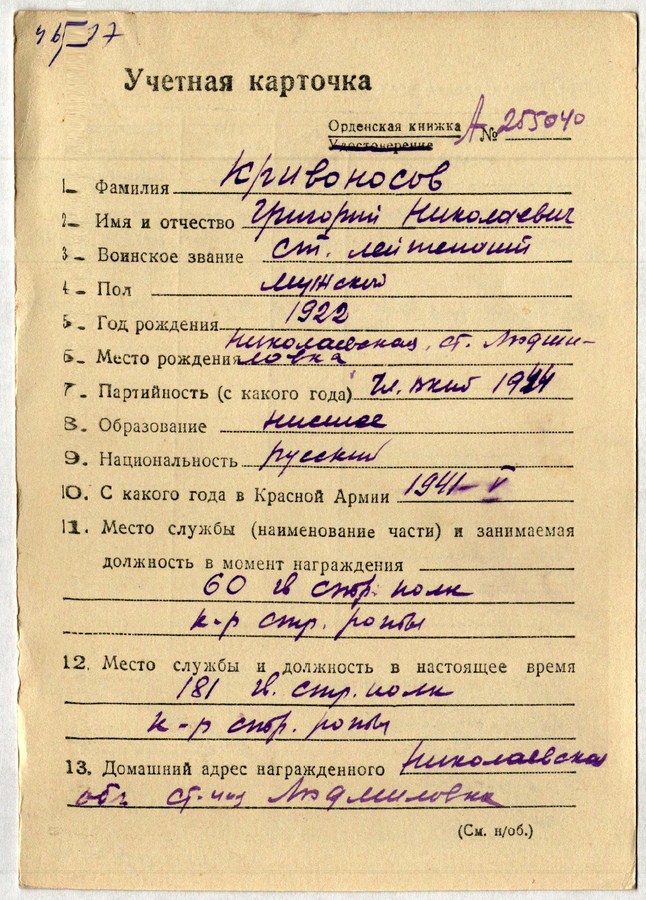 Учетная карточка
Орденская книжка А № 255040
Удостоверение
1. Фамилия Кривоносов
2. Имя и отчество Григорий Николаевич
3. Воинское звание ст. лейтенант
4. Пол мужской
5. Год рождения 1922
Николаевская, ст. Людми-
6. Место рождения ловка
7. Партийность (с какого года) Чл. вкпб 1944
8. Образование низшее
9. Национальность русский
10. С какого года в Красной Армии 1941-V
11. Место службы (наименование части) и занимаемая
должность в момент награждения
60 гв стр. полк
к-р стр. роты
12. Место службы и должность в настоящее время
181 гв. стр. полк
к-р стр. роты
13. Домашний адрес награжденного Николаевская
обл Людмиловка
(См. н/об.)